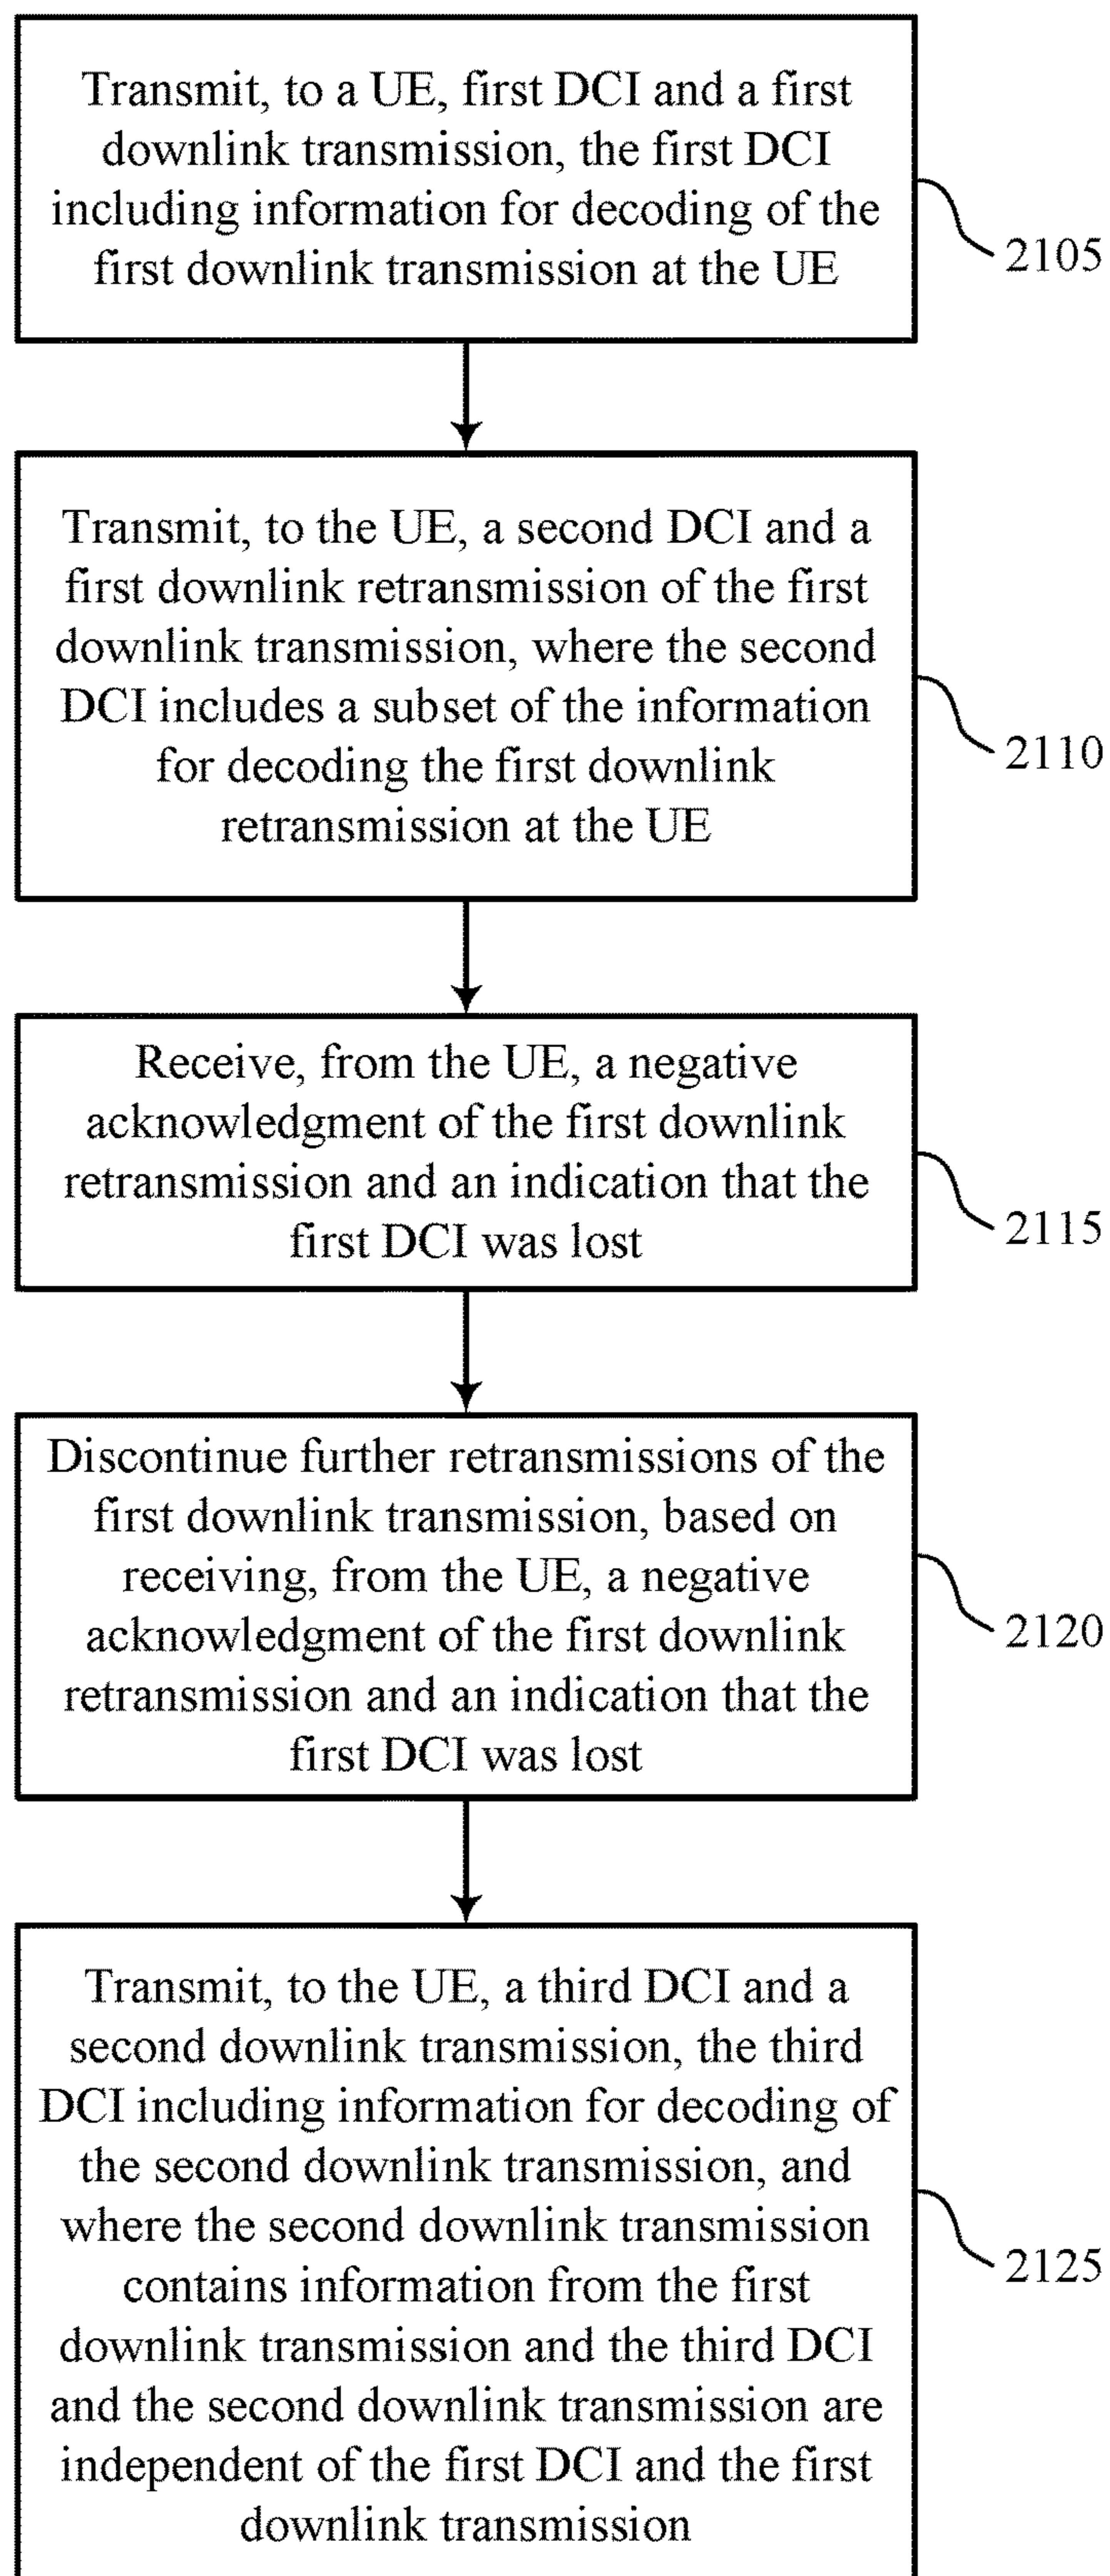 Transmit, to a UE, first DCI and a first
downlink transmission, the first DCI
including information for decoding of the
first downlink transmission at the UE
2105
Transmit, to the UE, a second DCI and a
first downlink retransmission of the first
downlink transmission, where the second
DCI includes a subset of the information
for decoding the first downlink
retransmission at the UE
2110
Receive, from the UE, a negative
acknowledgment of the first downlink
retransmission and an indication that the
first DCI was lost
2115
Discontinue further retransmissions of the
first downlink transmission, based on
receiving, from the UE, a negative
acknowledgment of the first downlink
retransmission and an indication that the
first DCI was lost
2120
Transmit, to the UE, a third DCI and a
second downlink transmission, the third
DCI including information for decoding of
the second downlink transmission, and
where the second downlink transmission
contains information from the first
downlink transmission and the third DCI
and the second downlink transmission are
independent of the first DCI and the first
downlink transmission
2125